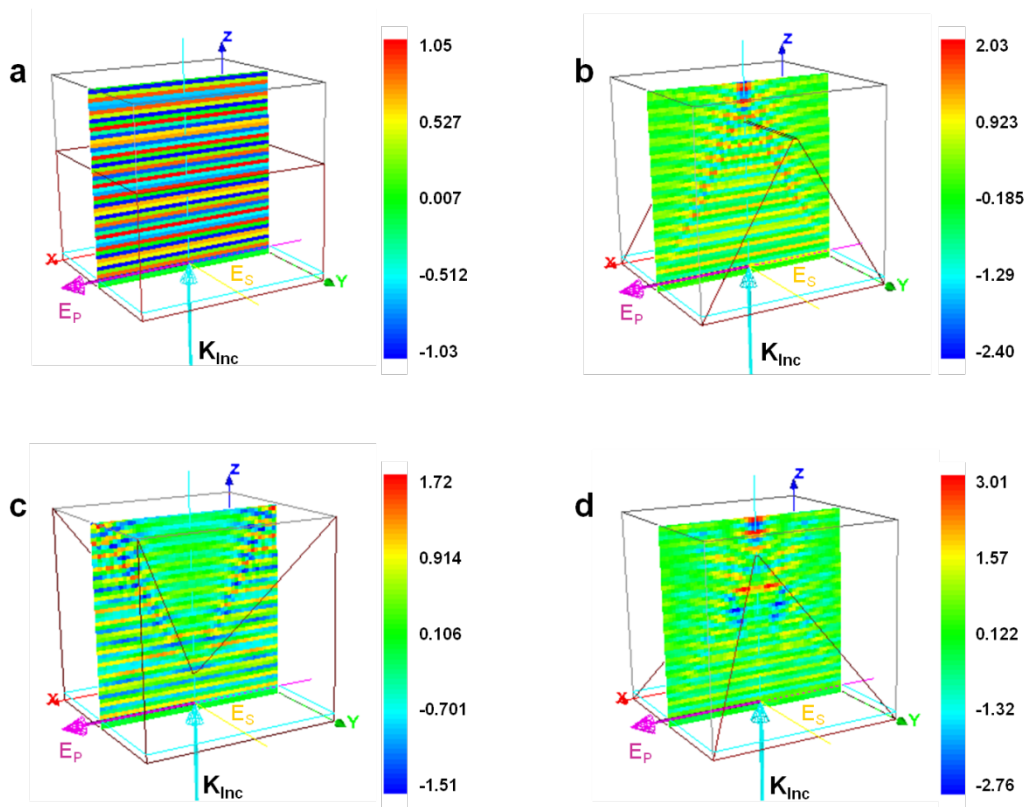 a
Z
X
Y
E_P
E_S
K_Inc
1.05
0.527
0.007
-0.512
-1.03
b
Z
X
Y
E_P
E_S
K_Inc
2.03
0.923
-0.185
-1.29
-2.40
c
Z
X
Y
E_P
E_S
K_Inc
1.72
0.914
0.106
-0.701
-1.51
d
Z
X
Y
E_P
E_S
K_Inc
3.01
1.57
0.122
-1.32
-2.76